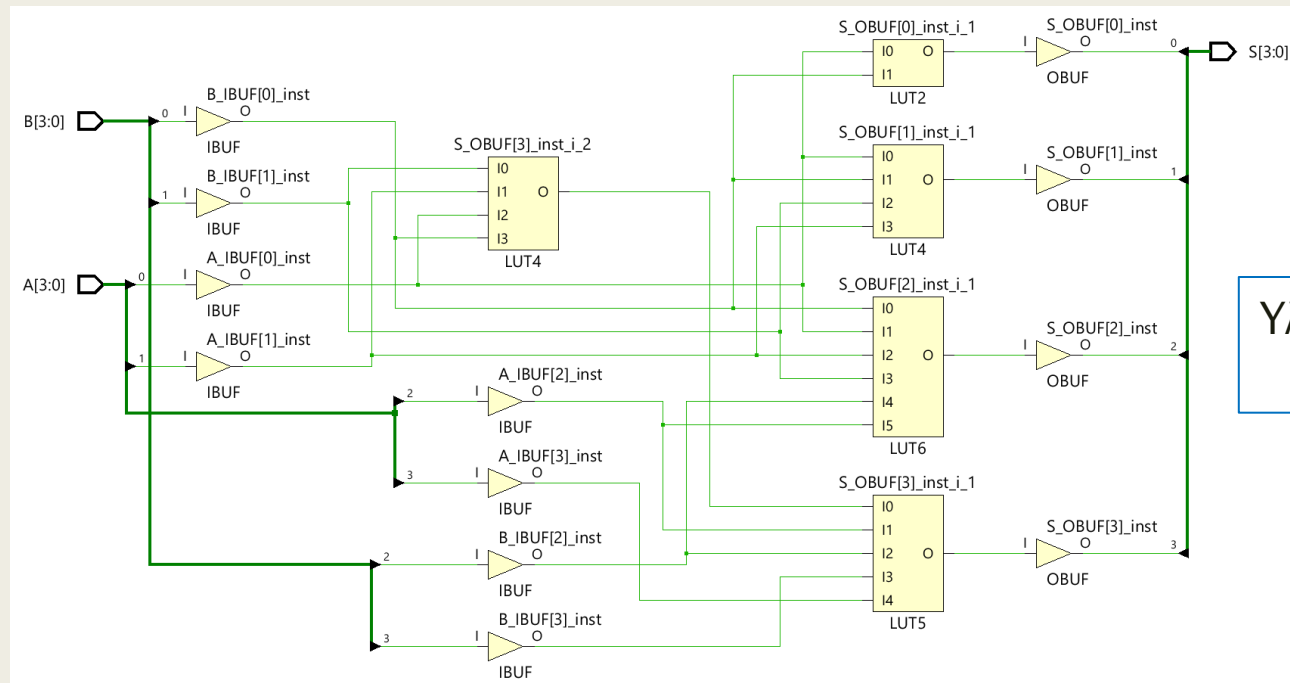 B[3:0]
0
I
B_IBUF[0]_inst
O
IBUF
1
I
B_IBUF[1]_inst
O
IBUF
A[3:0]
0
I
A_IBUF[0]_inst
O
IBUF
1
I
A_IBUF[1]_inst
O
IBUF
S_OBUF[3]_inst_i_2
I0
I1
I2
I3
O
LUT4
2
I
A_IBUF[2]_inst
O
IBUF
3
I
A_IBUF[3]_inst
O
IBUF
2
I
B_IBUF[2]_inst
O
IBUF
3
I
B_IBUF[3]_inst
O
IBUF
S_OBUF[0]_inst_i_1
I0
I1
O
LUT2
S_OBUF[1]_inst_i_1
I0
I1
I2
I3
O
LUT4
S_OBUF[2]_inst_i_1
I0
I1
I2
I3
I4
I5
O
LUT6
S_OBUF[3]_inst_i_1
I0
I1
I2
I3
I4
O
LUT5
S_OBUF[0]_inst
I
O
OBUF
0
S[3:0]
S_OBUF[1]_inst
I
O
OBUF
1
S_OBUF[2]_inst
I
O
OBUF
2
S_OBUF[3]_inst
I
O
OBUF
3